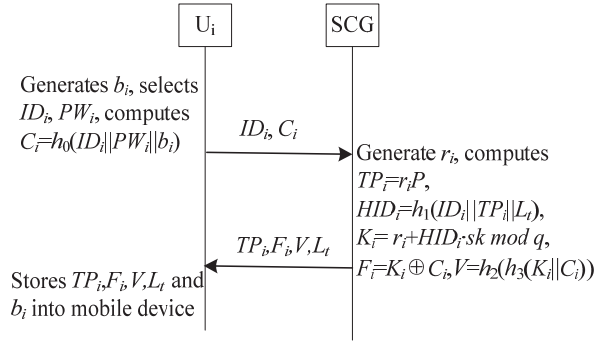 Uᵢ
SCG
Generates bᵢ, selects
IDᵢ, PWᵢ, computes
Cᵢ=h₀(IDᵢ||PWᵢ||bᵢ)
IDᵢ, Cᵢ
Generate rᵢ, computes
TPᵢ=rᵢP,
HIDᵢ=h₁(IDᵢ||TPᵢ||Lₜ),
Kᵢ= rᵢ+HIDᵢ·sk mod q,
Fᵢ=Kᵢ⊕Cᵢ,V=h₂(h₃(Kᵢ||Cᵢ))
TPᵢ,Fᵢ,V,Lₜ
Stores TPᵢ,Fᵢ,V,Lₜ and
bᵢ into mobile device